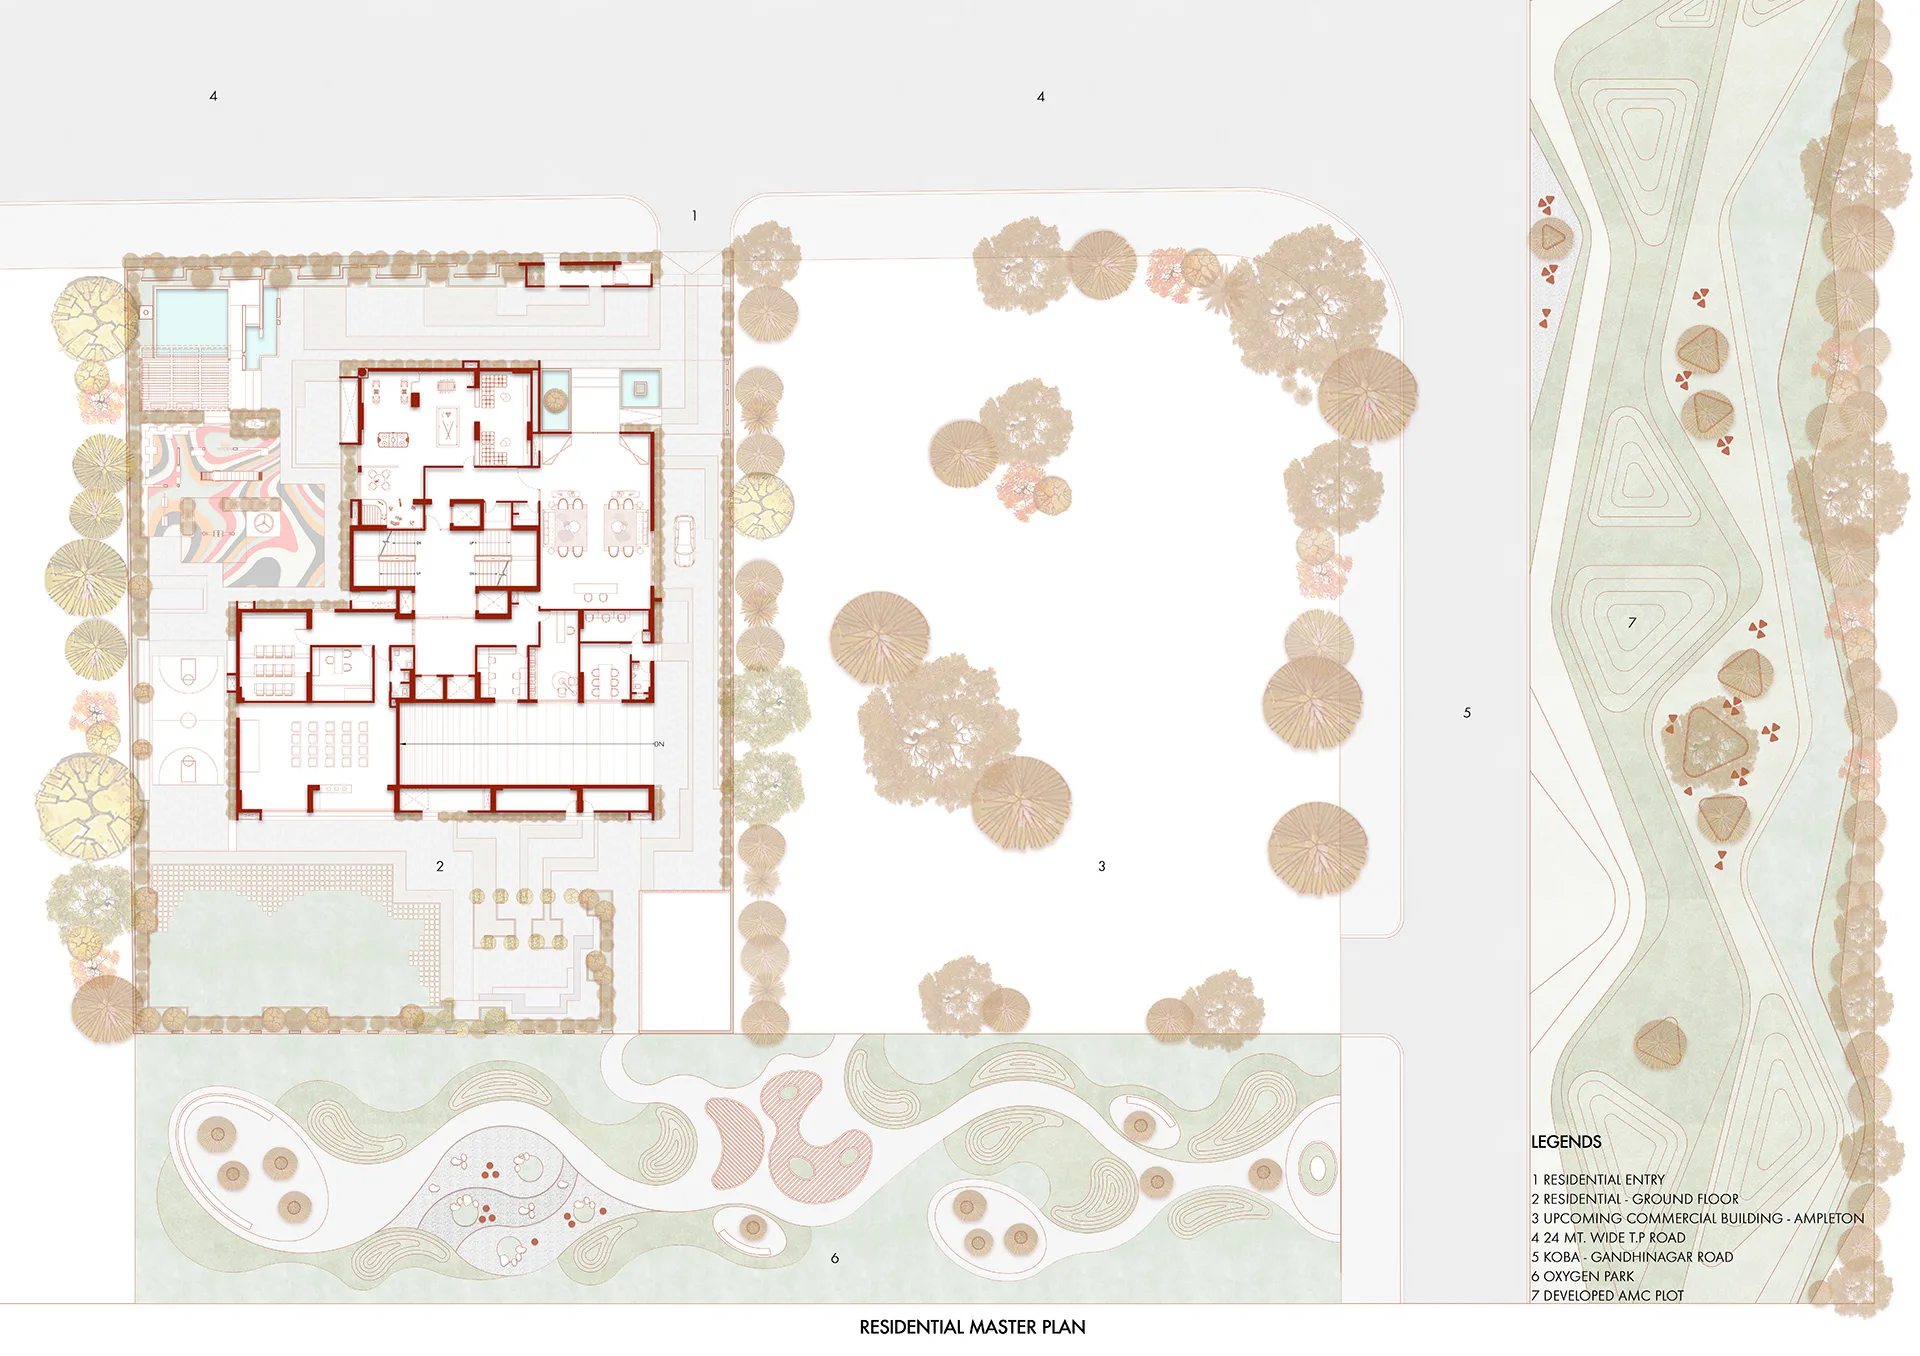 4
4
1
7
5
DN
2
3
6
LEGENDS
1 RESIDENTIAL ENTRY
2 RESIDENTIAL - GROUND FLOOR
3 UPCOMING COMMERCIAL BUILDING - AMPLETON
4 24 MT. WIDE T.P ROAD
5 KOBA - GANDHINAGAR ROAD
6 OXYGEN PARK
7 DEVELOPED AMC PLOT
RESIDENTIAL MASTER PLAN